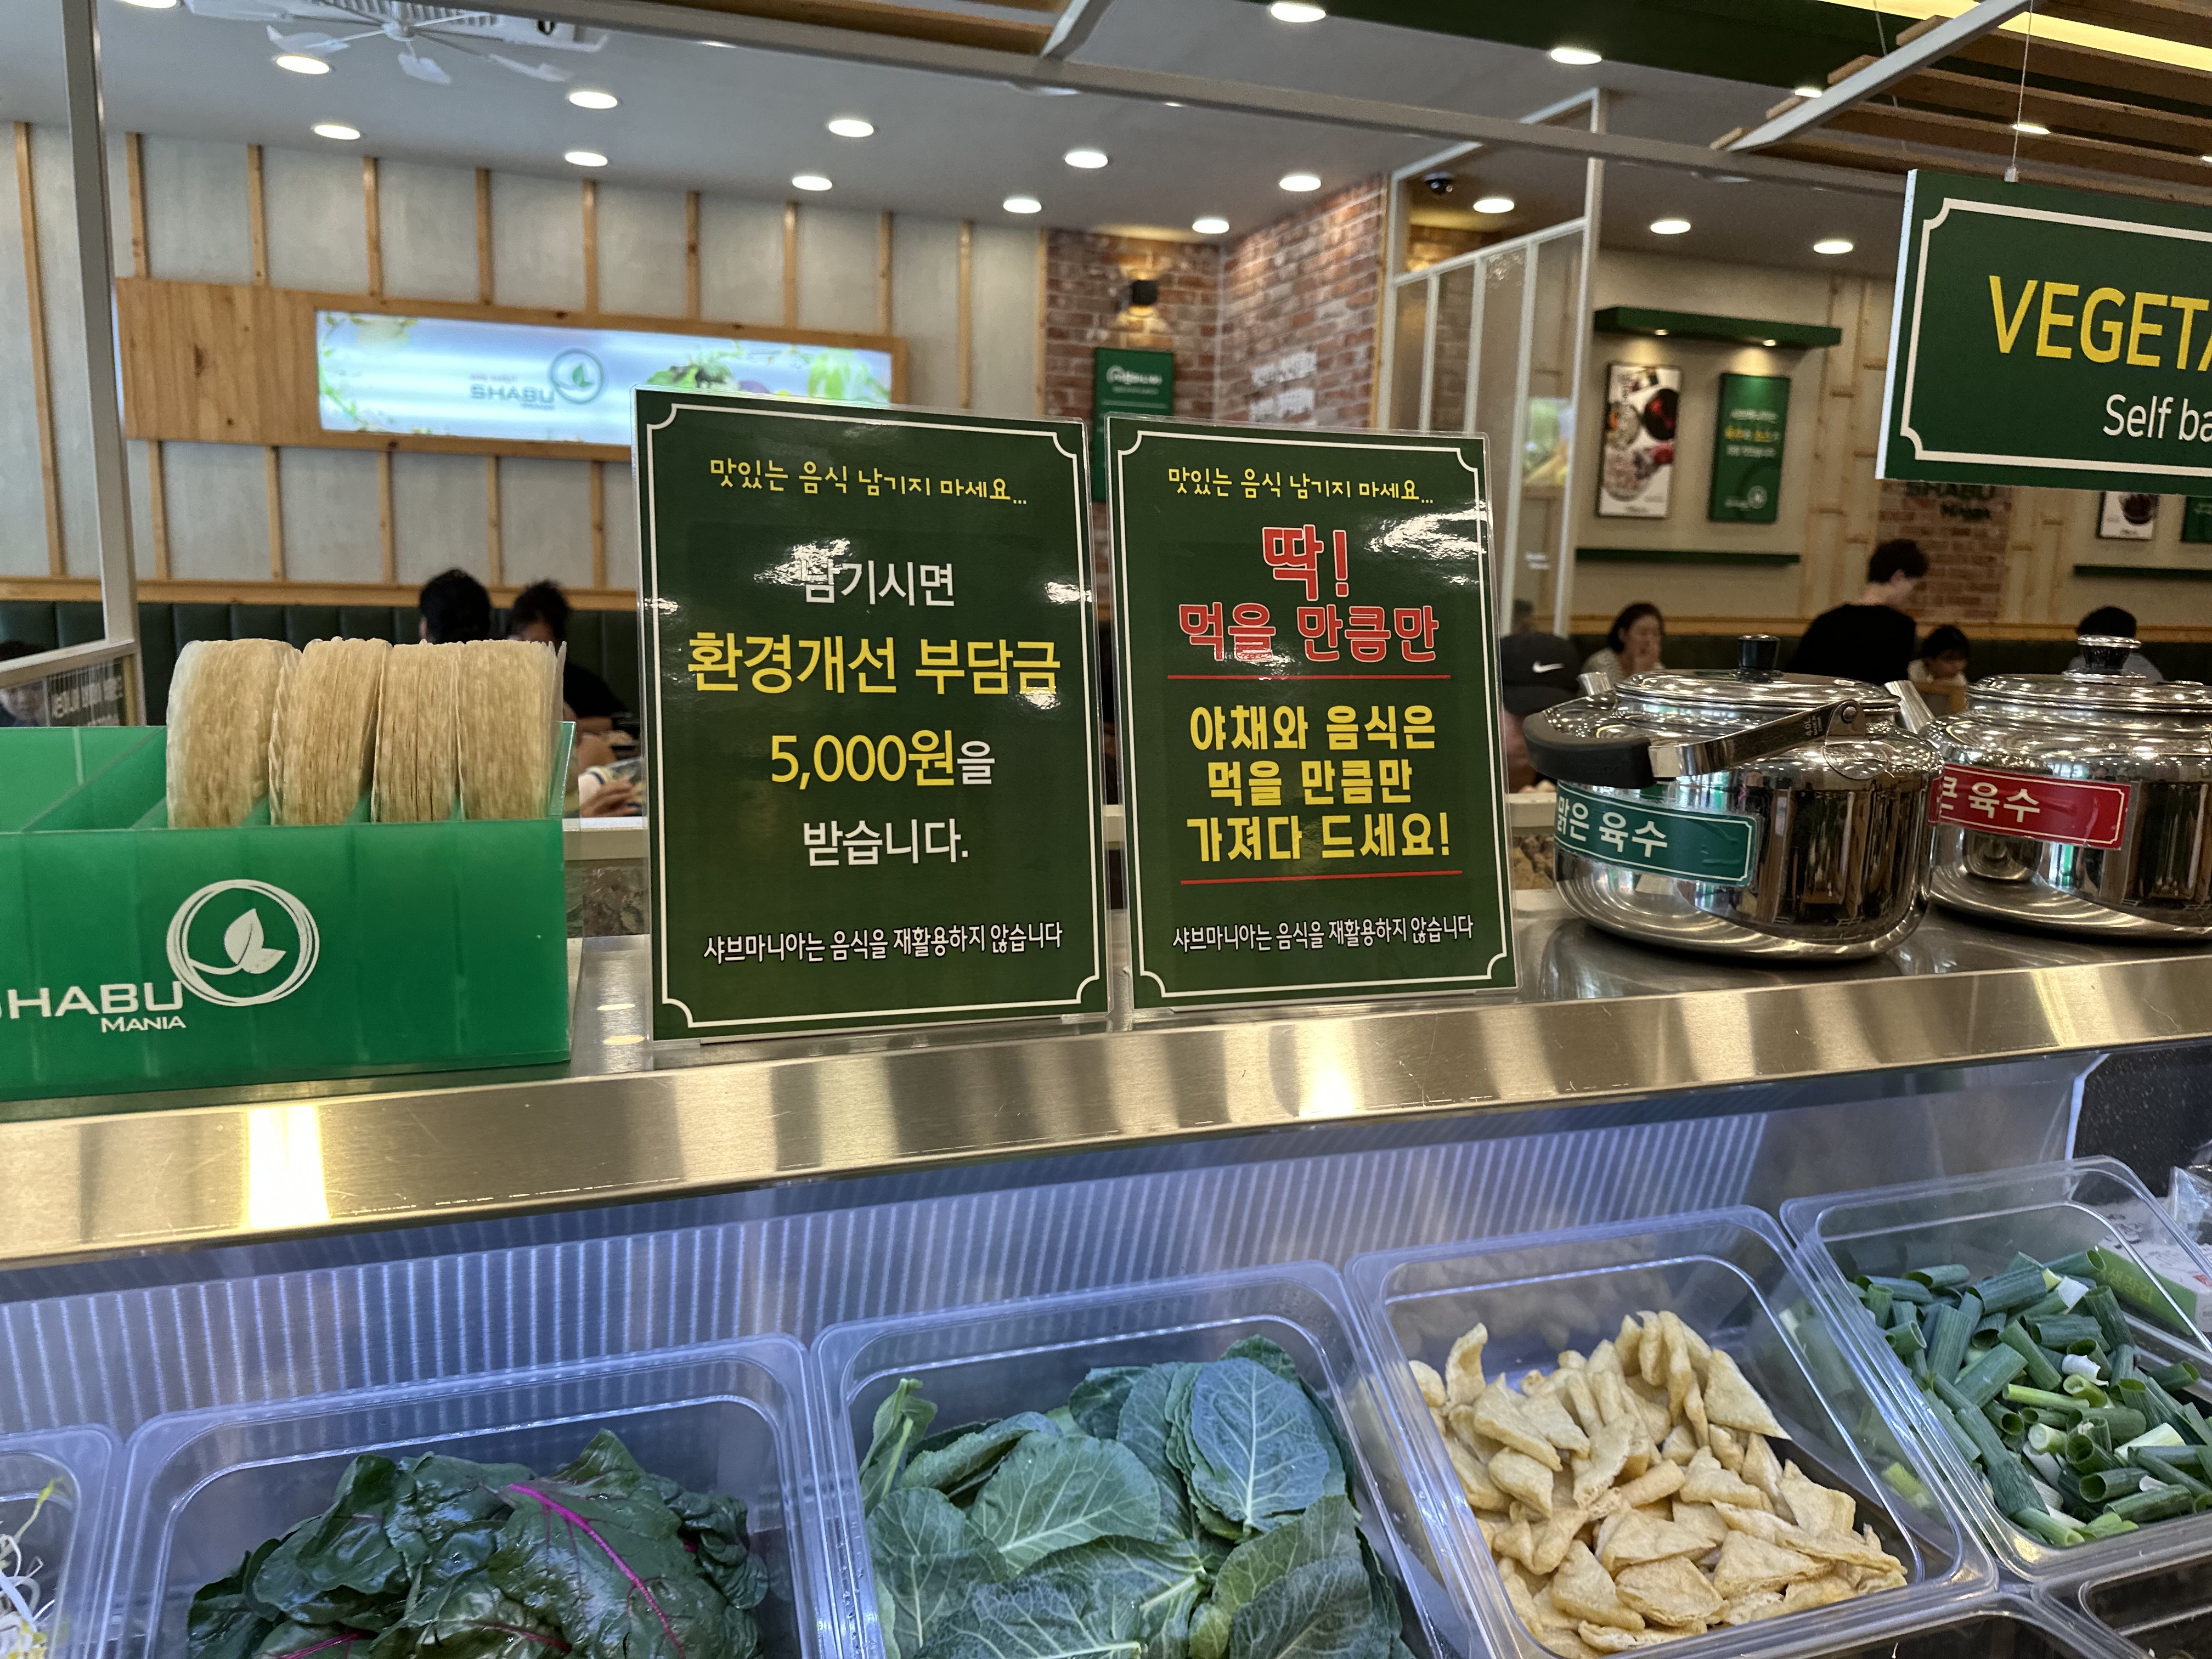 SHABU
맛있는 음식 남기지 마세요...
남기시면
환경개선 부담금
5,000원을
받습니다.
샤브마니아는 음식을 재활용하지 않습니다
맛있는 음식 남기지 마세요...
딱!
먹을 만큼만
야채와 음식은
먹을 만큼만
가져다 드세요!
샤브마니아는 음식을 재활용하지 않습니다
VEGETA
Self ba
SHABU
MANIA
맑은 육수
육수
SHABU
MANIA